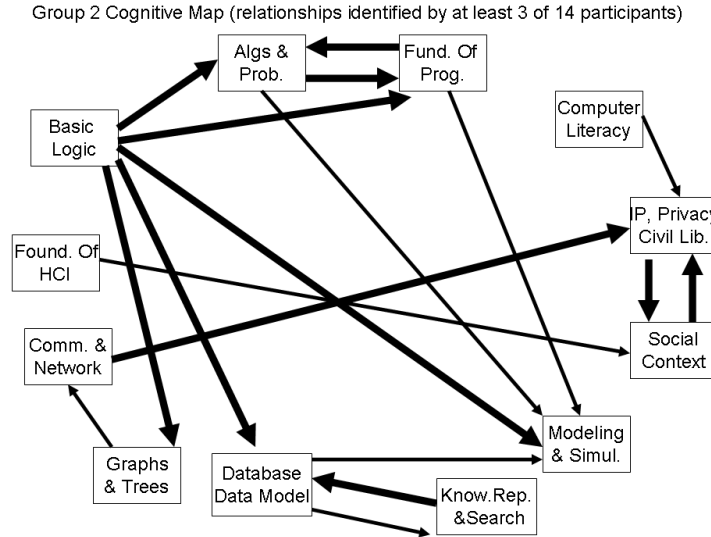 Group 2 Cognitive Map (relationships identified by at least 3 of 14 participants)
Algs &
Prob.
Fund. Of
Prog.
Basic
Logic
Computer
Literacy
IP, Privacy
Civil Lib.
Found. Of
HCI
Comm. &
Network
Social
Context
Modeling
& Simul.
Graphs
& Trees
Database
Data Model
Know.Rep.
&Search